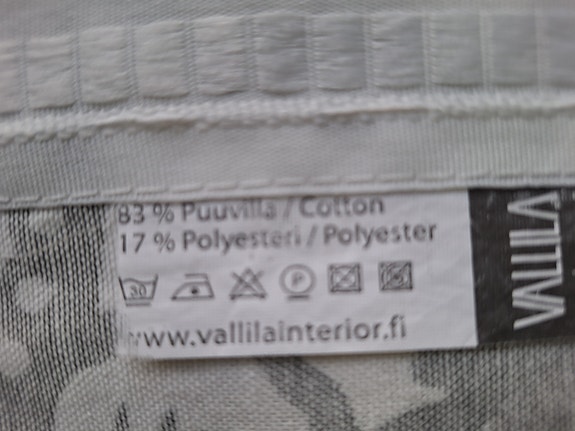 83 % Puuvilla / Cotton
17 % Polyesteri / Polyester
30 P
www.vallilainterior.fi
VALLILA